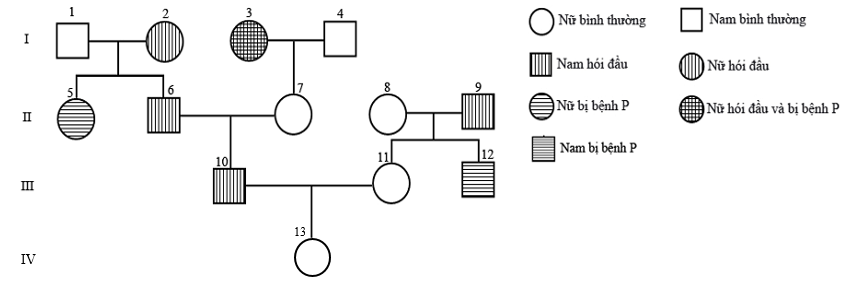 1
2
3
4
I
Nữ bình thường
Nam bình thường
Nam hói đầu
Nữ hói đầu
5
6
7
8
9
II
Nữ bị bệnh P
Nữ hói đầu và bị bệnh P
Nam bị bệnh P
10
11
12
III
13
IV